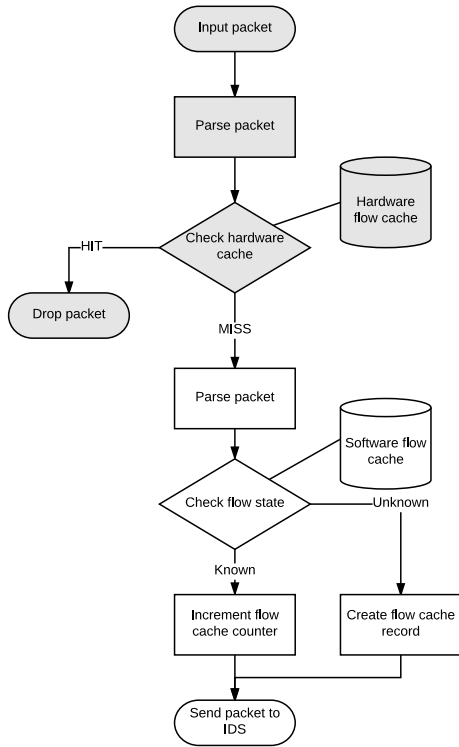 Input packet
Parse packet
Hardware
flow cache
Check hardware
cache
HIT
Drop packet
MISS
Parse packet
Software flow
cache
Check flow state
Unknown
Known
Increment flow
cache counter
Create flow cache
record
Send packet to
IDS